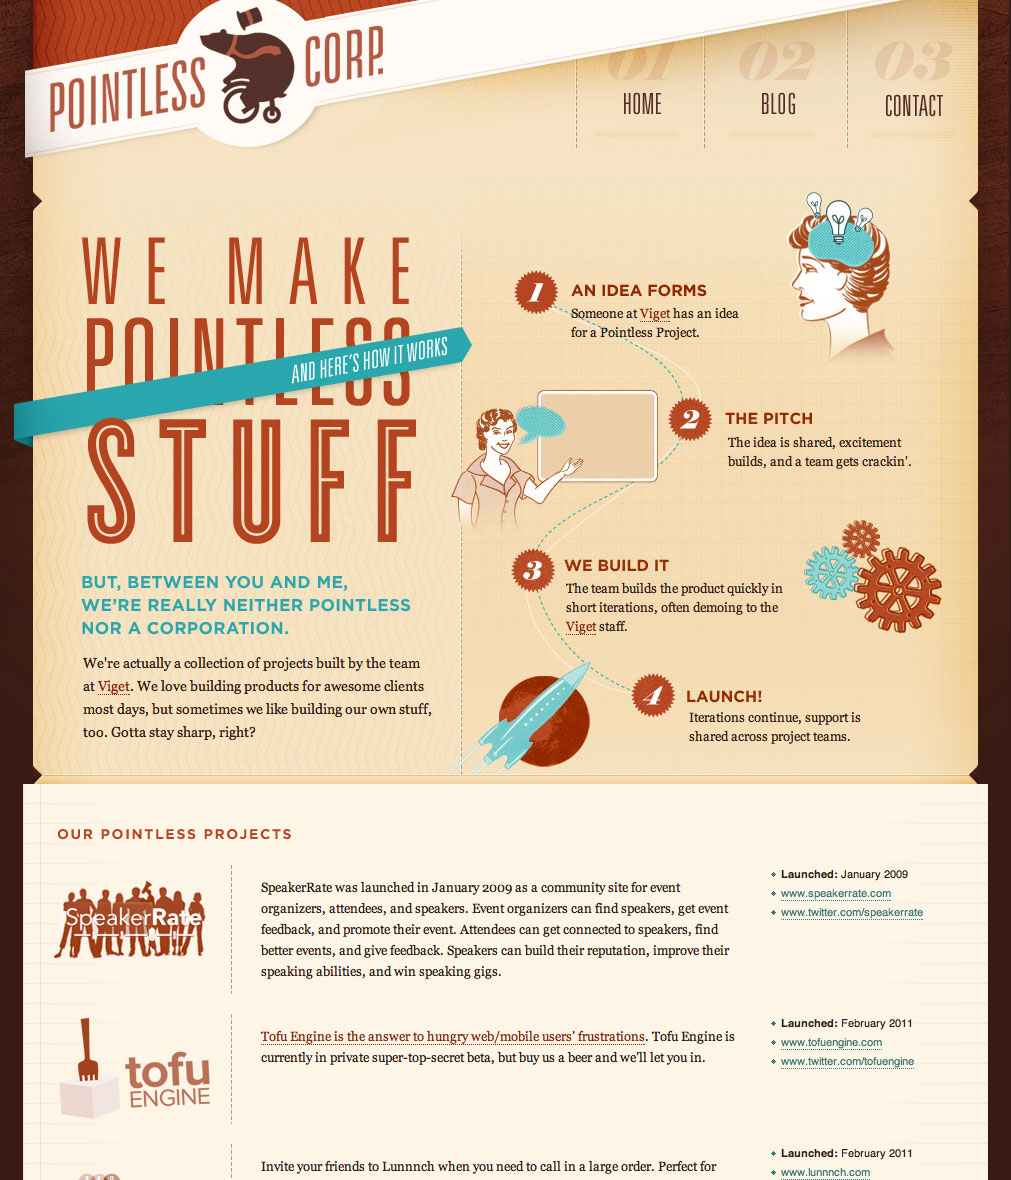 POINTLESS CORP.
01
HOME
02
BLOG
03
CONTACT
WE MAKE
POINTLESS
AND HERE'S HOW IT WORKS
STUFF
BUT, BETWEEN YOU AND ME,
WE'RE REALLY NEITHER POINTLESS
NOR A CORPORATION.
We're actually a collection of projects built by the team
at Viget. We love building products for awesome clients
most days, but sometimes we like building our own stuff,
too. Gotta stay sharp, right?
1
AN IDEA FORMS
Someone at Viget has an idea
for a Pointless Project.
2
THE PITCH
The idea is shared, excitement
builds, and a team gets crackin'.
3
WE BUILD IT
The team builds the product quickly in
short iterations, often demoing to the
Viget staff.
4
LAUNCH!
Iterations continue, support is
shared across project teams.
OUR POINTLESS PROJECTS
SpeakerRate
SpeakerRate was launched in January 2009 as a community site for event
organizers, attendees, and speakers. Event organizers can find speakers, get event
feedback, and promote their event. Attendees can get connected to speakers, find
better events, and give feedback. Speakers can build their reputation, improve their
speaking abilities, and win speaking gigs.
Launched: January 2009
www.speakerrate.com
www.twitter.com/speakerrate
tofu
ENGINE
Tofu Engine is the answer to hungry web/mobile users' frustrations. Tofu Engine is
currently in private super-top-secret beta, but buy us a beer and we'll let you in.
Launched: February 2011
www.tofuengine.com
www.twitter.com/tofuengine
Invite your friends to Lunnnch when you need to call in a large order. Perfect for
Launched: February 2011
www.lunnnch.com